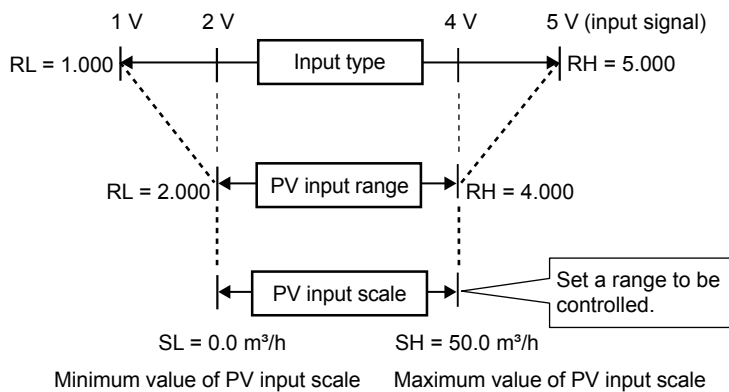 1 V 2 V 4 V 5 V (input signal)
RL = 1.000 Input type RH = 5.000
RL = 2.000 PV input range RH = 4.000
PV input scale
Set a range to be
controlled.
SL = 0.0 m³/h SH = 50.0 m³/h
Minimum value of PV input scale Maximum value of PV input scale